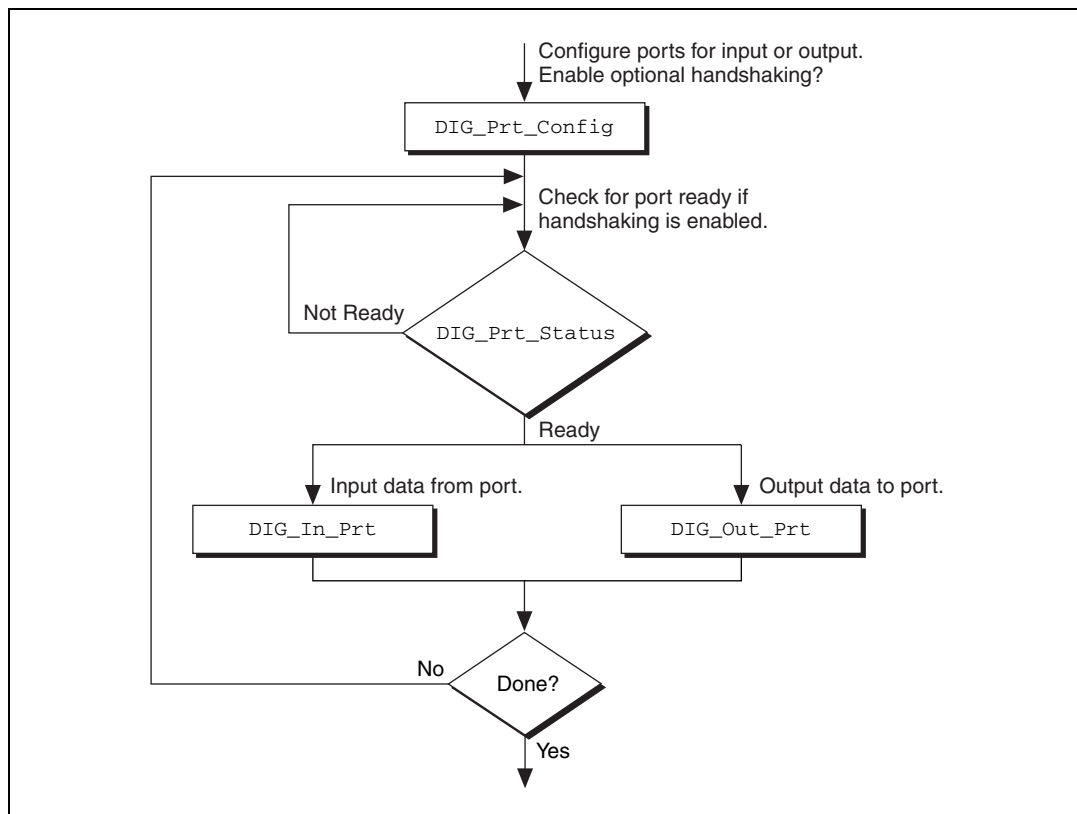 Configure ports for input or output.
Enable optional handshaking?
DIG_Prt_Config
Check for port ready if
handshaking is enabled.
Not Ready
DIG_Prt_Status
Ready
Input data from port.
Output data to port.
DIG_In_Prt
DIG_Out_Prt
No
Done?
Yes